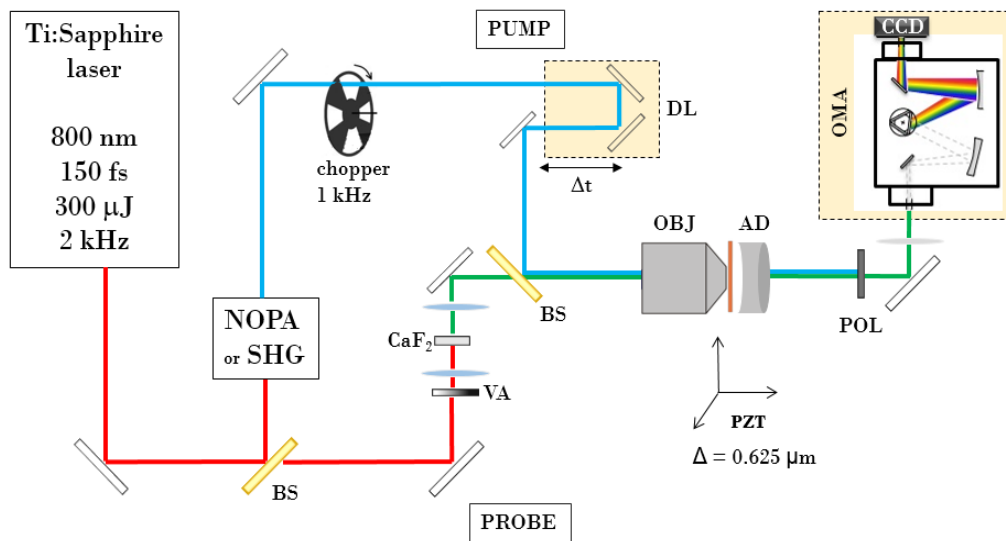 Ti:Sapphire
laser
800 nm
150 fs
300 μJ
2 kHz
PUMP
chopper
1 kHz
DL
Δt
CCD
OMA
NOPA
or SHG
OBJ
AD
BS
POL
CaF₂
VA
PZT
Δ = 0.625 μm
BS
PROBE